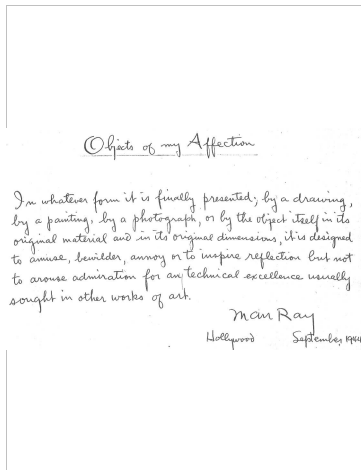 Objects of my Affection
In whatever form it is finally presented; by a drawing,
by a painting, by a photograph, or by the object itself in its
original material and in its original dimensions, it is designed
to amuse, bewilder, annoy or to inspire reflection but not
to arouse admiration for any technical excellence usually
sought in other works of art.
Man Ray
Hollywood September, 1944